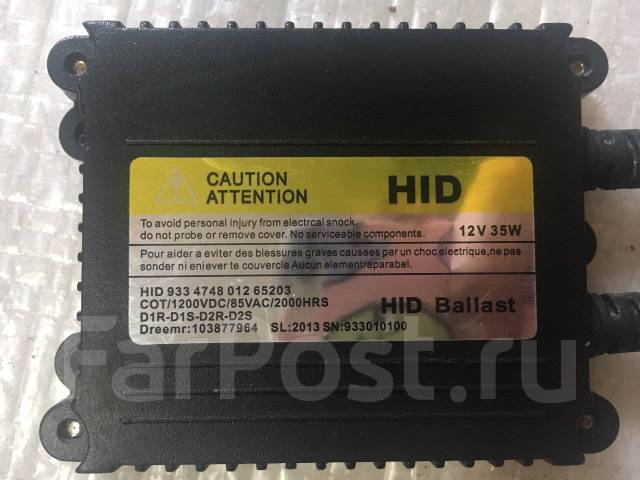 CAUTION
ATTENTION
HID
To avoid personal injury from electrcal snock.
do not probe or remove cover. No serviceable components.
12V 35W
Pour aider a eviter des blessures graves causees par un choc electrique,ne pas
sonder ni eniever te couvercle Aucun elementraparabel.
HID 933 4748 012 65203
COT/1200VDC/85VAC/2000HRS
D1R-D1S-D2R-D2S
HID Ballast
Dreemr:103877964 SL:2013 SN:933010100
FarPost.ru